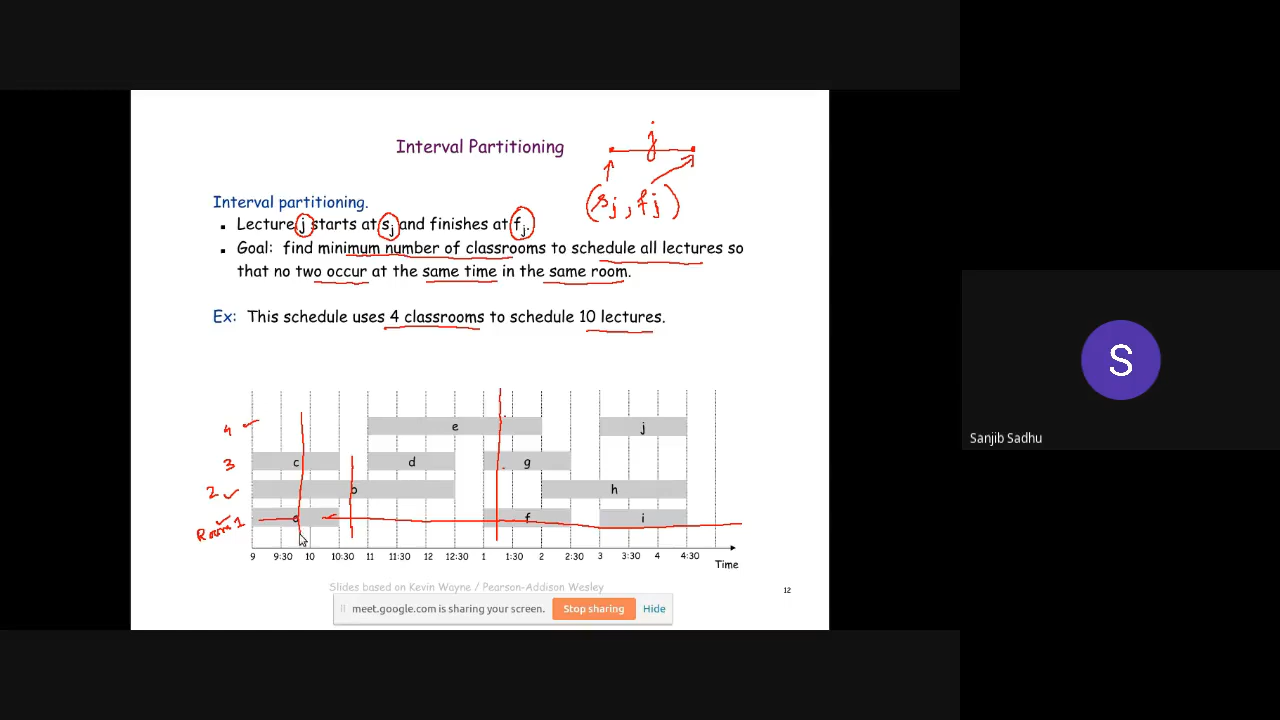 Interval Partitioning
j
(sj, fj)
Interval partitioning.
▪ Lecture j starts at sj and finishes at fj.
▪ Goal: find minimum number of classrooms to schedule all lectures so
that no two occur at the same time in the same room.
Ex: This schedule uses 4 classrooms to schedule 10 lectures.
4 e j
3 c d g
2 b h
Room 1 a f i
9 9:30 10 10:30 11 11:30 12 12:30 1 1:30 2 2:30 3 3:30 4 4:30
Time
Slides based on Kevin Wayne / Pearson-Addison Wesley
12
meet.google.com is sharing your screen. Stop sharing Hide
S
Sanjib Sadhu